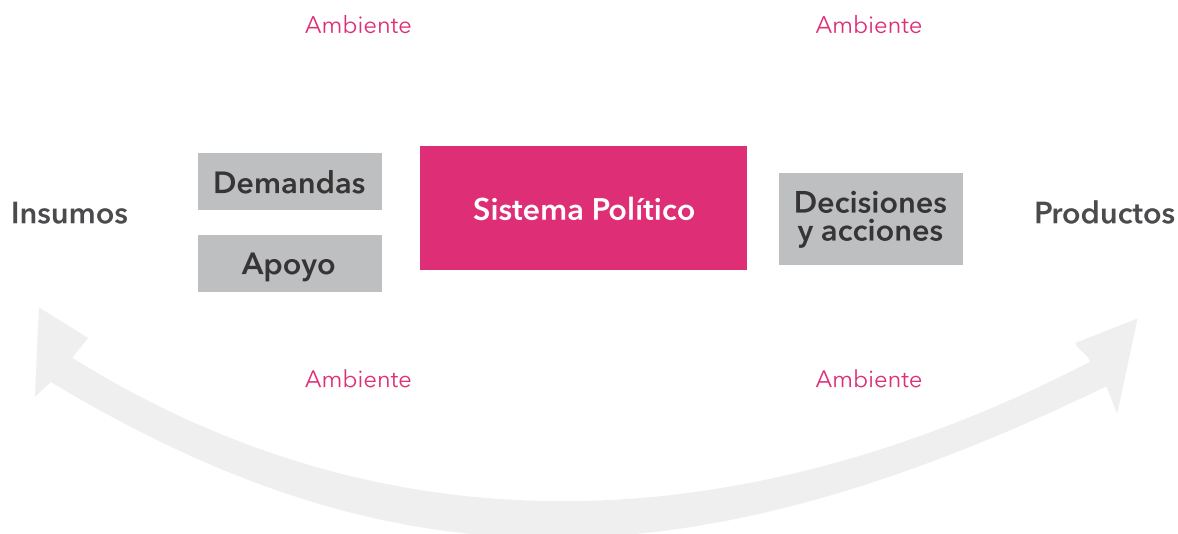 Ambiente
Ambiente
Insumos
Demandas
Apoyo
Sistema Político
Decisiones
y acciones
Productos
Ambiente
Ambiente